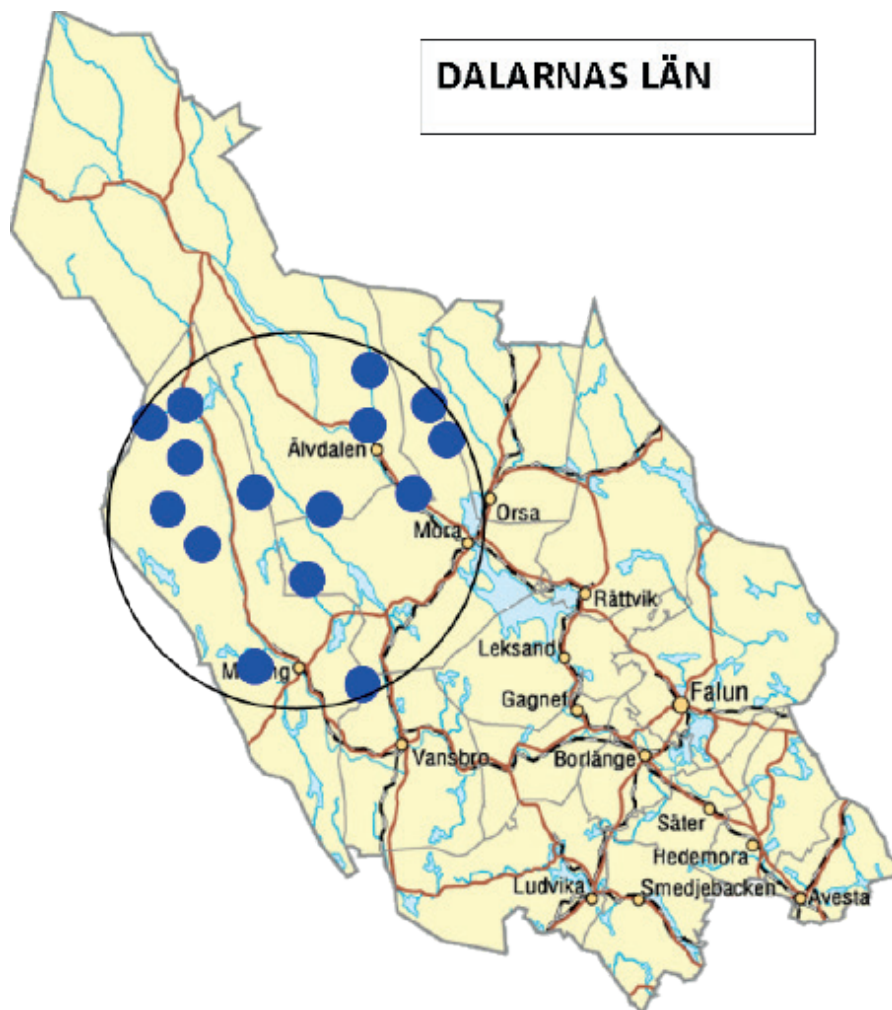 DALARNAS LÄN
Älvdalen
Orsa
Mora
Rättvik
Leksand
Falun
Gagnef
Vansbro
Borlänge
Säter
Hedemora
Ludvika
Smedjebacken
Avesta